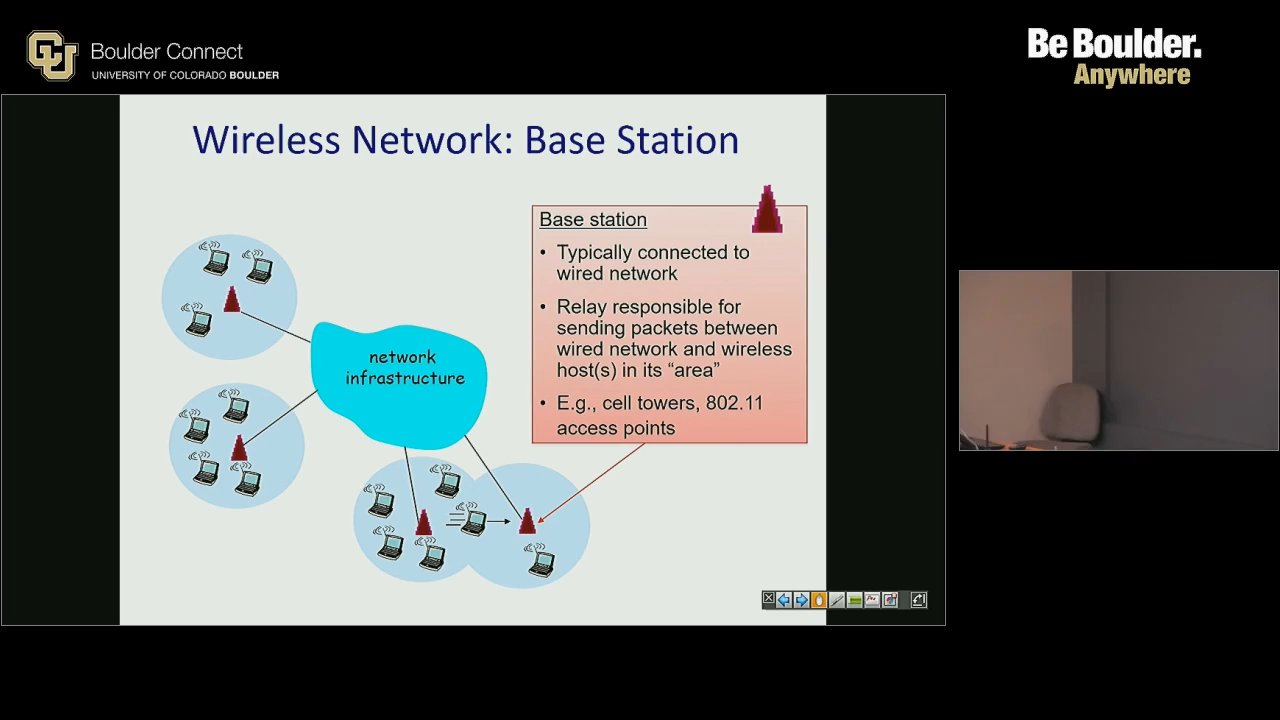 CU
Boulder Connect
UNIVERSITY OF COLORADO BOULDER
Be Boulder.
Anywhere
Wireless Network: Base Station
Base station
• Typically connected to
wired network
• Relay responsible for
sending packets between
wired network and wireless
host(s) in its “area”
• E.g., cell towers, 802.11
access points
network
infrastructure